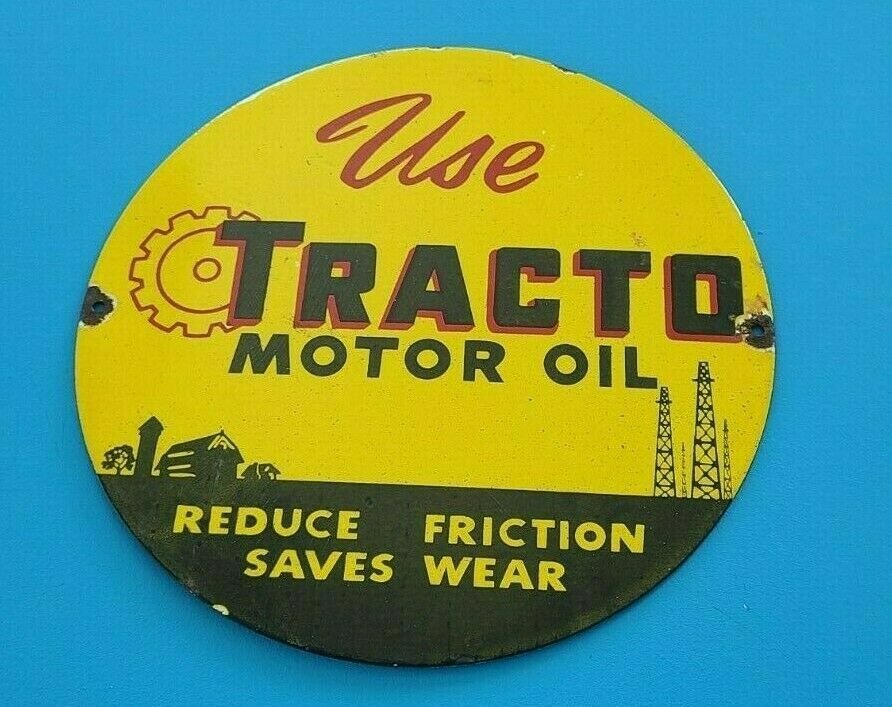 Use
TRACTO
MOTOR OIL
REDUCE FRICTION
SAVES WEAR